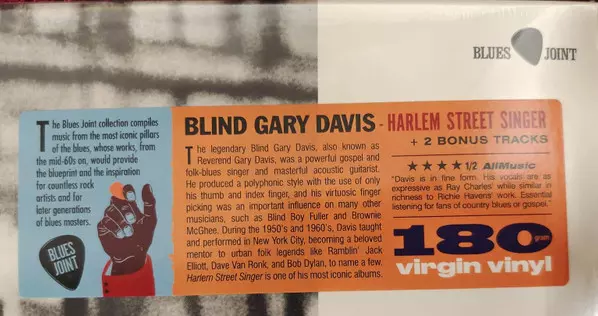 BLUES JOINT
The Blues Joint collection compiles
music from the most iconic pillars
of the blues, whose works, from
the mid-60s on, would provide
the blueprint and the inspiration
for countless rock
artists and for
later generations
of blues masters.
BLUES
JOINT
BLIND GARY DAVIS - HARLEM STREET SINGER
+ 2 BONUS TRACKS
The legendary Blind Gary Davis, also known as
Reverend Gary Davis, was a powerful gospel and
folk-blues singer and masterful acoustic guitarist.
He produced a polyphonic style with the use of only
his thumb and index finger, and his virtuosic finger
picking was an important influence on many other
musicians, such as Blind Boy Fuller and Brownie
McGhee. During the 1950's and 1960's, Davis taught
and performed in New York City, becoming a beloved
mentor to urban folk legends like Ramblin' Jack
Elliott, Dave Van Ronk, and Bob Dylan, to name a few.
Harlem Street Singer is one of his most iconic albums.
★★★★ 1/2 AllMusic
"Davis is in fine form. His vocals are as
expressive as Ray Charles' while similar in
richness to Richie Havens' work. Essential
listening for fans of country blues or gospel."
180 gram
virgin vinyl